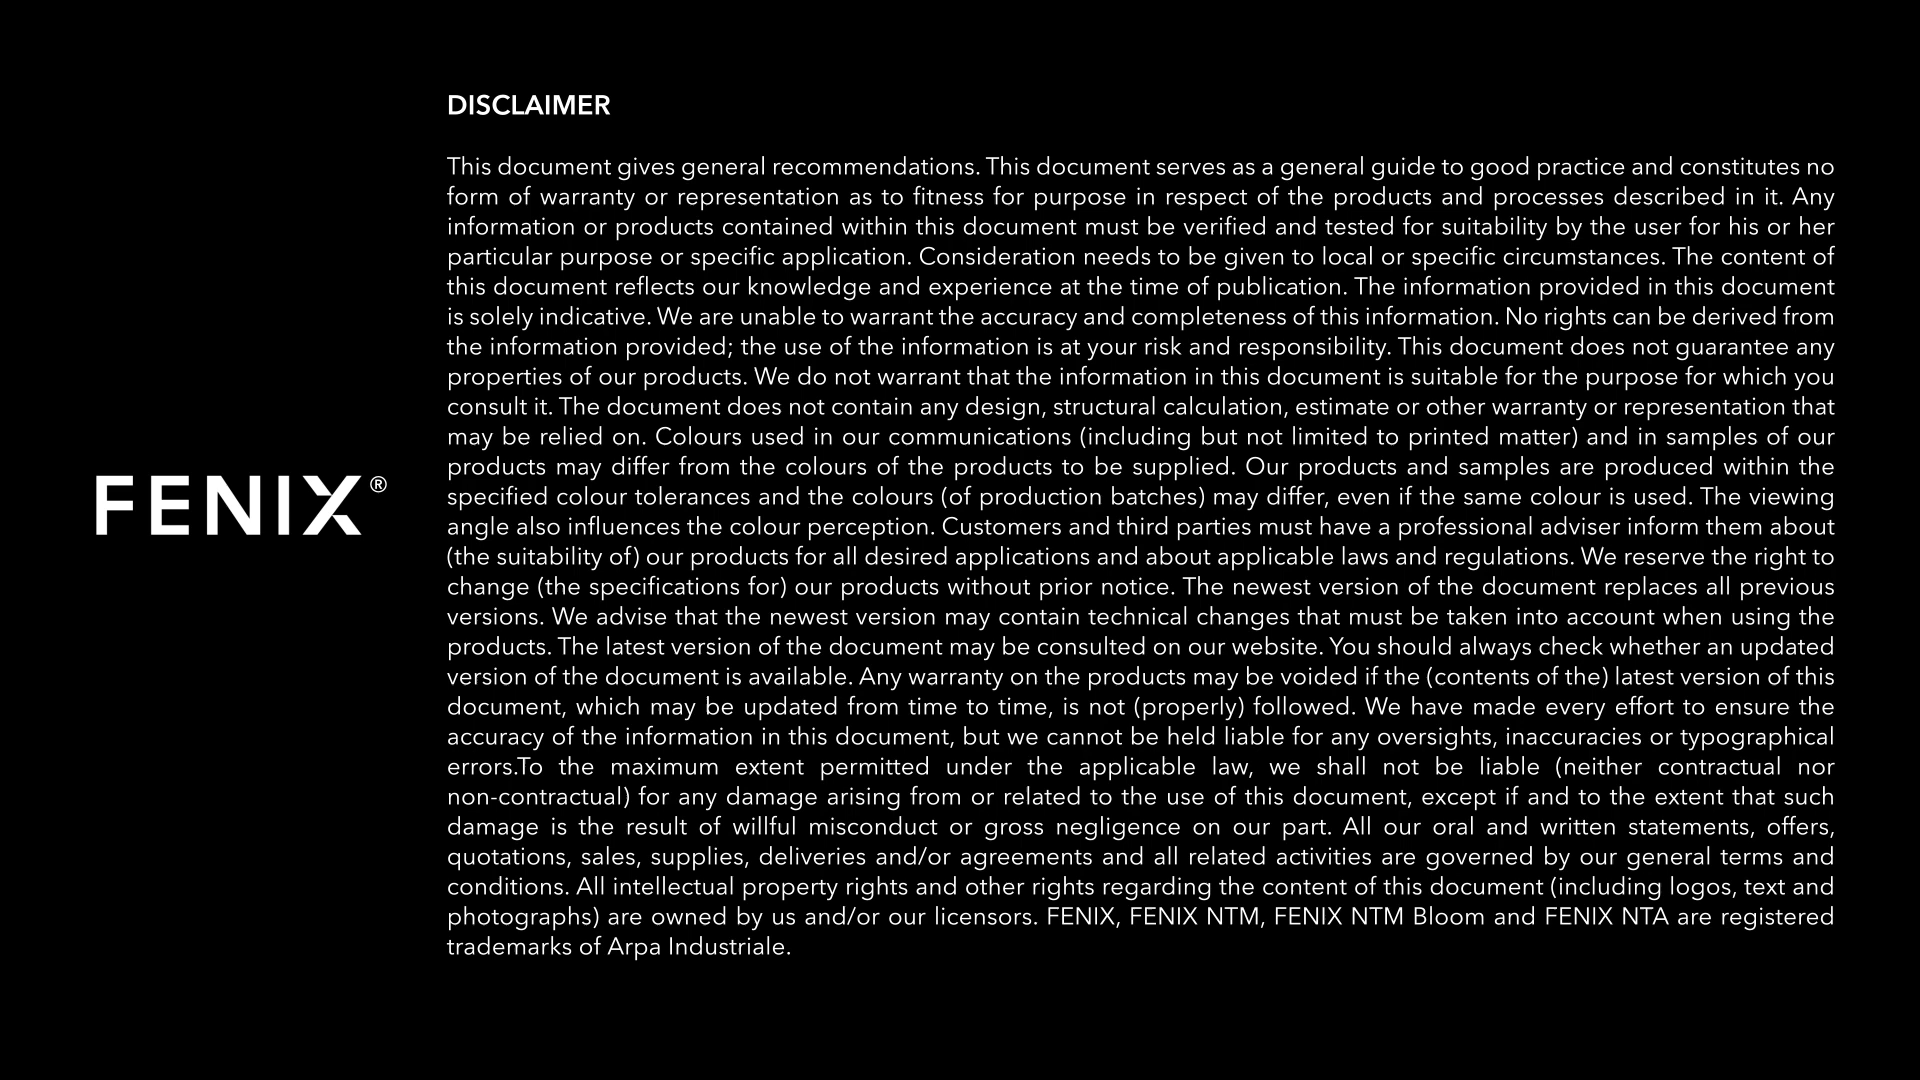 DISCLAIMER
This document gives general recommendations. This document serves as a general guide to good practice and constitutes no
form of warranty or representation as to fitness for purpose in respect of the products and processes described in it. Any
information or products contained within this document must be verified and tested for suitability by the user for his or her
particular purpose or specific application. Consideration needs to be given to local or specific circumstances. The content of
this document reflects our knowledge and experience at the time of publication. The information provided in this document
is solely indicative. We are unable to warrant the accuracy and completeness of this information. No rights can be derived from
the information provided; the use of the information is at your risk and responsibility. This document does not guarantee any
properties of our products. We do not warrant that the information in this document is suitable for the purpose for which you
consult it. The document does not contain any design, structural calculation, estimate or other warranty or representation that
may be relied on. Colours used in our communications (including but not limited to printed matter) and in samples of our
products may differ from the colours of the products to be supplied. Our products and samples are produced within the
specified colour tolerances and the colours (of production batches) may differ, even if the same colour is used. The viewing
angle also influences the colour perception. Customers and third parties must have a professional adviser inform them about
(the suitability of) our products for all desired applications and about applicable laws and regulations. We reserve the right to
change (the specifications for) our products without prior notice. The newest version of the document replaces all previous
versions. We advise that the newest version may contain technical changes that must be taken into account when using the
products. The latest version of the document may be consulted on our website. You should always check whether an updated
version of the document is available. Any warranty on the products may be voided if the (contents of the) latest version of this
document, which may be updated from time to time, is not (properly) followed. We have made every effort to ensure the
accuracy of the information in this document, but we cannot be held liable for any oversights, inaccuracies or typographical
errors.To the maximum extent permitted under the applicable law, we shall not be liable (neither contractual nor
non-contractual) for any damage arising from or related to the use of this document, except if and to the extent that such
damage is the result of willful misconduct or gross negligence on our part. All our oral and written statements, offers,
quotations, sales, supplies, deliveries and/or agreements and all related activities are governed by our general terms and
conditions. All intellectual property rights and other rights regarding the content of this document (including logos, text and
photographs) are owned by us and/or our licensors. FENIX, FENIX NTM, FENIX NTM Bloom and FENIX NTA are registered
trademarks of Arpa Industriale.
FENIX®